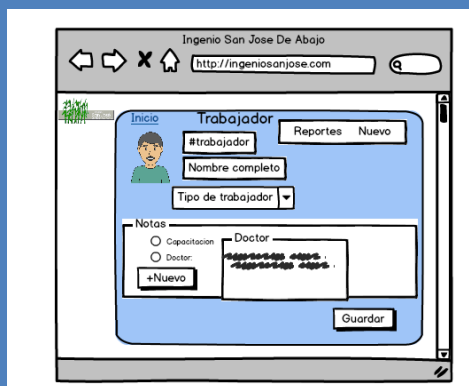 Ingenio San Jose De Abajo
http://ingeniosanjose.com
Inicio
Trabajador
Reportes Nuevo
#trabajador
Nombre completo
Tipo de trabajador
Notas
Capacitacion
Doctor
Doctor:
+Nuevo
Guardar